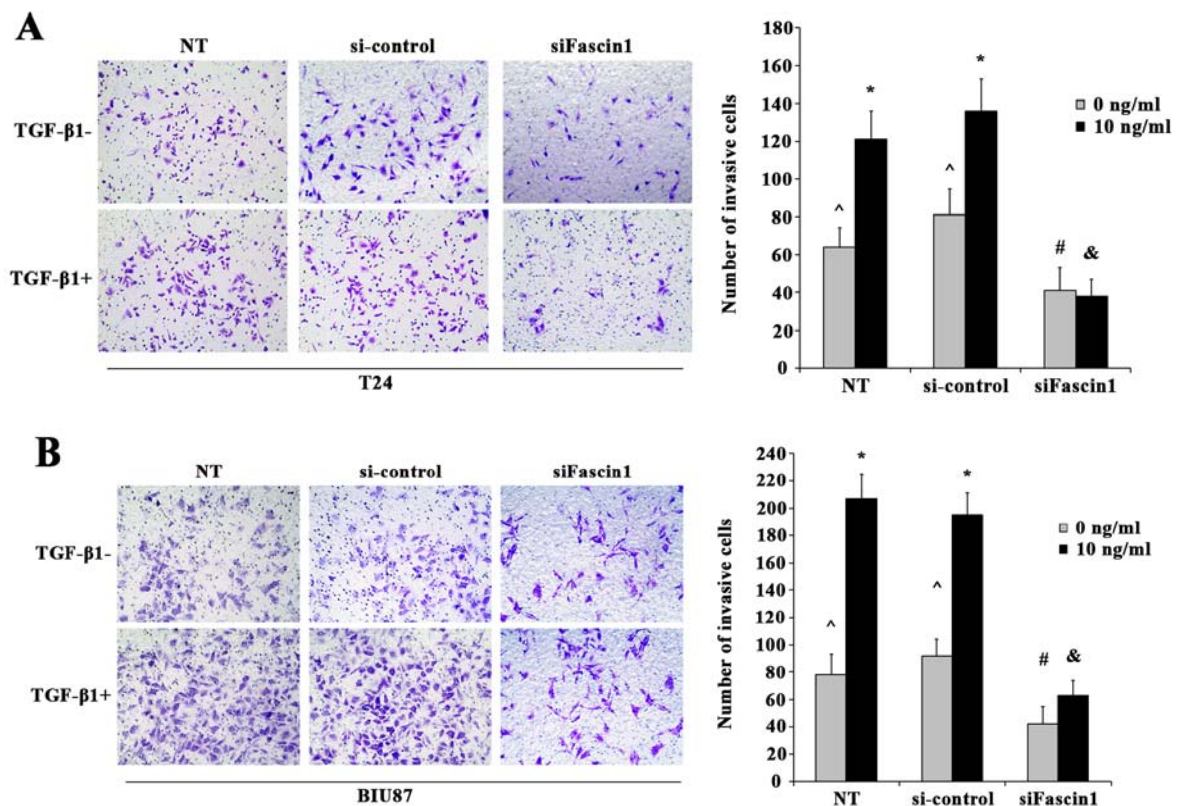 A
NT
si-control
siFascin1
TGF-β1-
TGF-β1+
T24
Number of invasive cells
180
160
140
120
100
80
60
40
20
0
*
*
^
^
#
&
0 ng/ml
10 ng/ml
NT
si-control
siFascin1
B
NT
si-control
siFascin1
TGF-β1-
TGF-β1+
BIU87
Number of invasive cells
240
220
200
180
160
140
120
100
80
60
40
20
0
*
*
^
^
#
&
0 ng/ml
10 ng/ml
NT
si-control
siFascin1